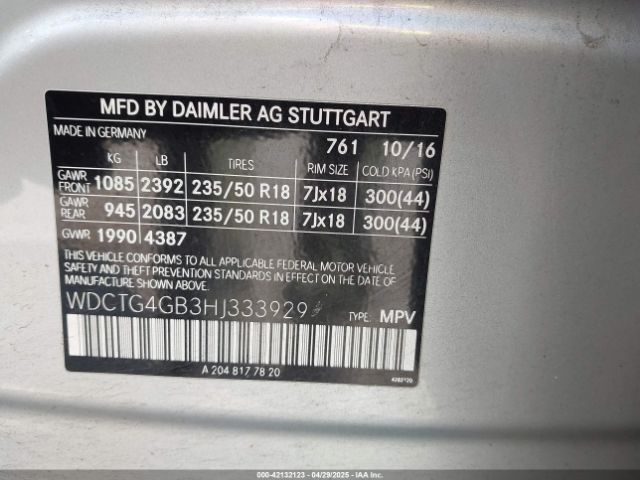 MFD BY DAIMLER AG STUTTGART
MADE IN GERMANY 761 10/16
KG LB TIRES RIM SIZE COLD KPA (PSI)
GAWR FRONT 1085 2392 235/50 R18 7Jx18 300(44)
GAWR REAR 945 2083 235/50 R18 7Jx18 300(44)
GVWR 1990 4387
THIS VEHICLE CONFORMS TO ALL APPLICABLE FEDERAL MOTOR VEHICLE
SAFETY, BUMPER, AND THEFT PREVENTION STANDARDS IN EFFECT ON THE DATE OF
MANUFACTURE SHOWN ABOVE.
WDCTG4GB3HJ333929 TYPE: MPV
A 204 817 78 20
000-42132123 04/29/2025 IAA Inc.